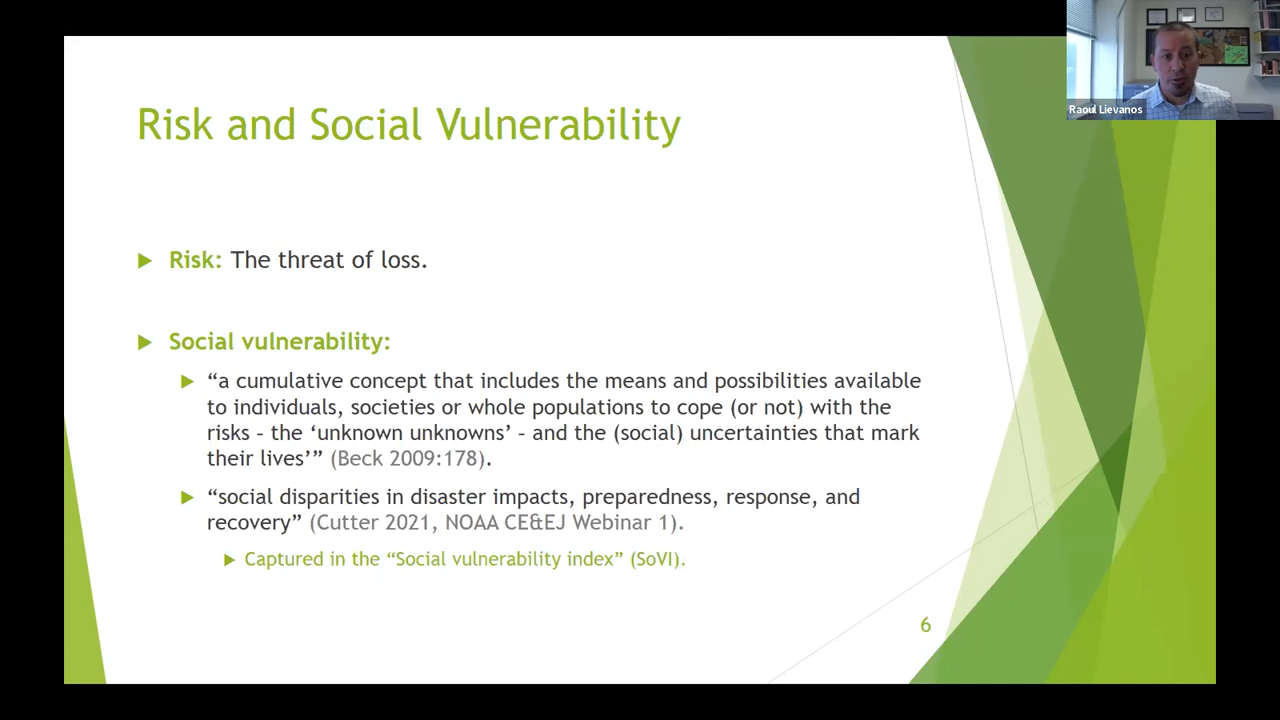 Risk and Social Vulnerability
Risk: The threat of loss.
Social vulnerability:
“a cumulative concept that includes the means and possibilities available
to individuals, societies or whole populations to cope (or not) with the
risks – the ‘unknown unknowns’ – and the (social) uncertainties that mark
their lives’” (Beck 2009:178).
“social disparities in disaster impacts, preparedness, response, and
recovery” (Cutter 2021, NOAA CE&EJ Webinar 1).
Captured in the “Social vulnerability index” (SoVI).
6
Raoul Lievanos